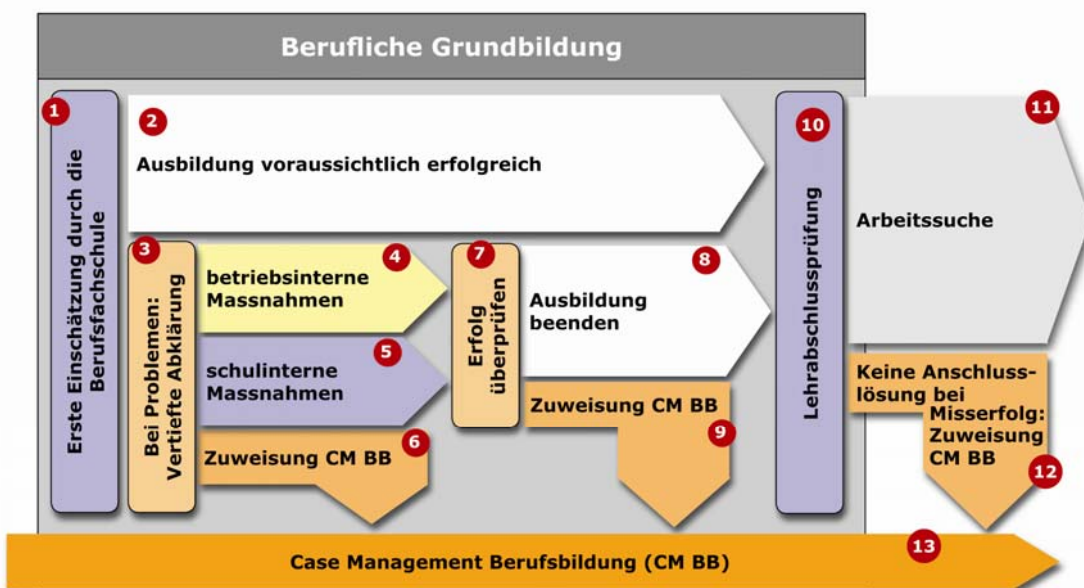 Berufliche Grundbildung
1
Erste Einschätzung durch die
Berufsfachschule
2
Ausbildung voraussichtlich erfolgreich
3
Bei Problemen:
Vertiefte Abklärung
4
betriebsinterne
Massnahmen
5
schulinterne
Massnahmen
6
Zuweisung CM BB
7
Erfolg
überprüfen
8
Ausbildung
beenden
Zuweisung CM BB
9
10
Lehrabschlussprüfung
11
Arbeitssuche
Keine Anschluss-
lösung bei
Misserfolg:
Zuweisung
CM BB
12
13
Case Management Berufsbildung (CM BB)